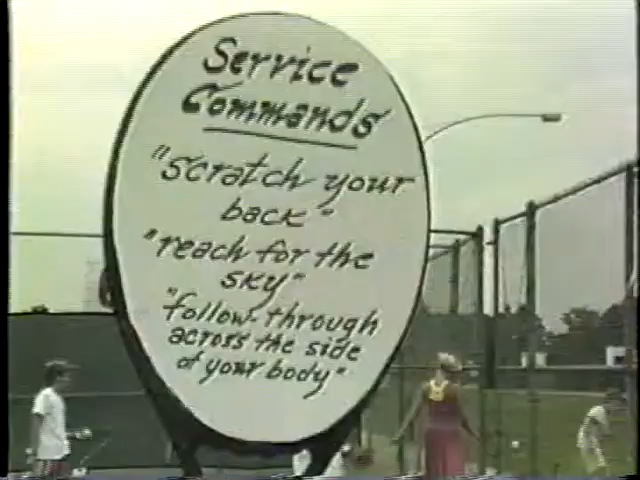 Service
Commands
"Scratch your
back"
"reach for the
sky"
"follow-through
across the side
of your body"